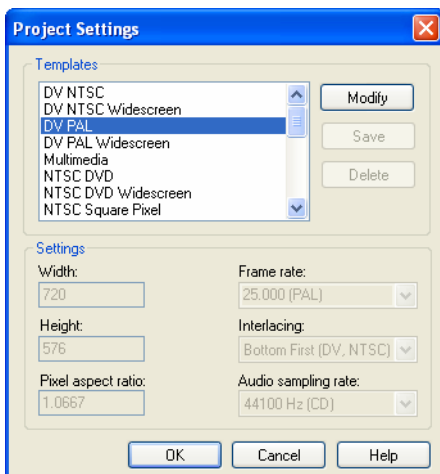 Project Settings
Templates
DV NTSC
DV NTSC Widescreen
DV PAL
DV PAL Widescreen
Multimedia
NTSC DVD
NTSC DVD Widescreen
NTSC Square Pixel
Modify
Save
Delete
Settings
Width:
720
Frame rate:
25.000 (PAL)
Height:
576
Interlacing:
Bottom First (DV, NTSC)
Pixel aspect ratio:
1.0667
Audio sampling rate:
44100 Hz (CD)
OK
Cancel
Help